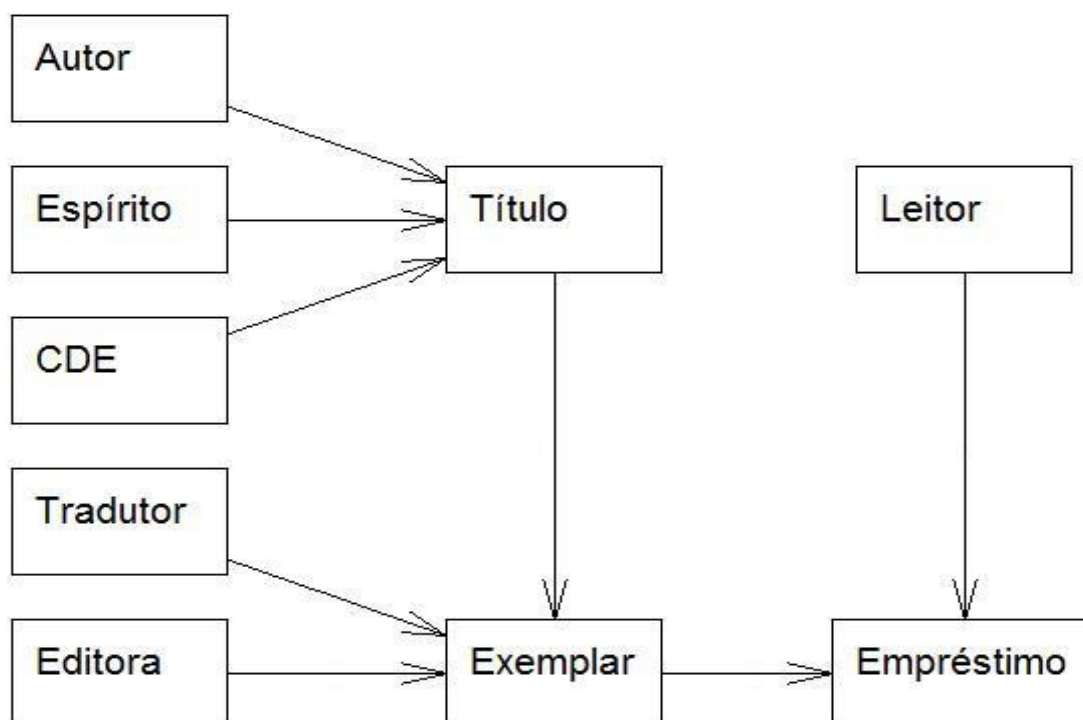 Autor
Espírito
Título
Leitor
CDE
Tradutor
Editora
Exemplar
Empréstimo